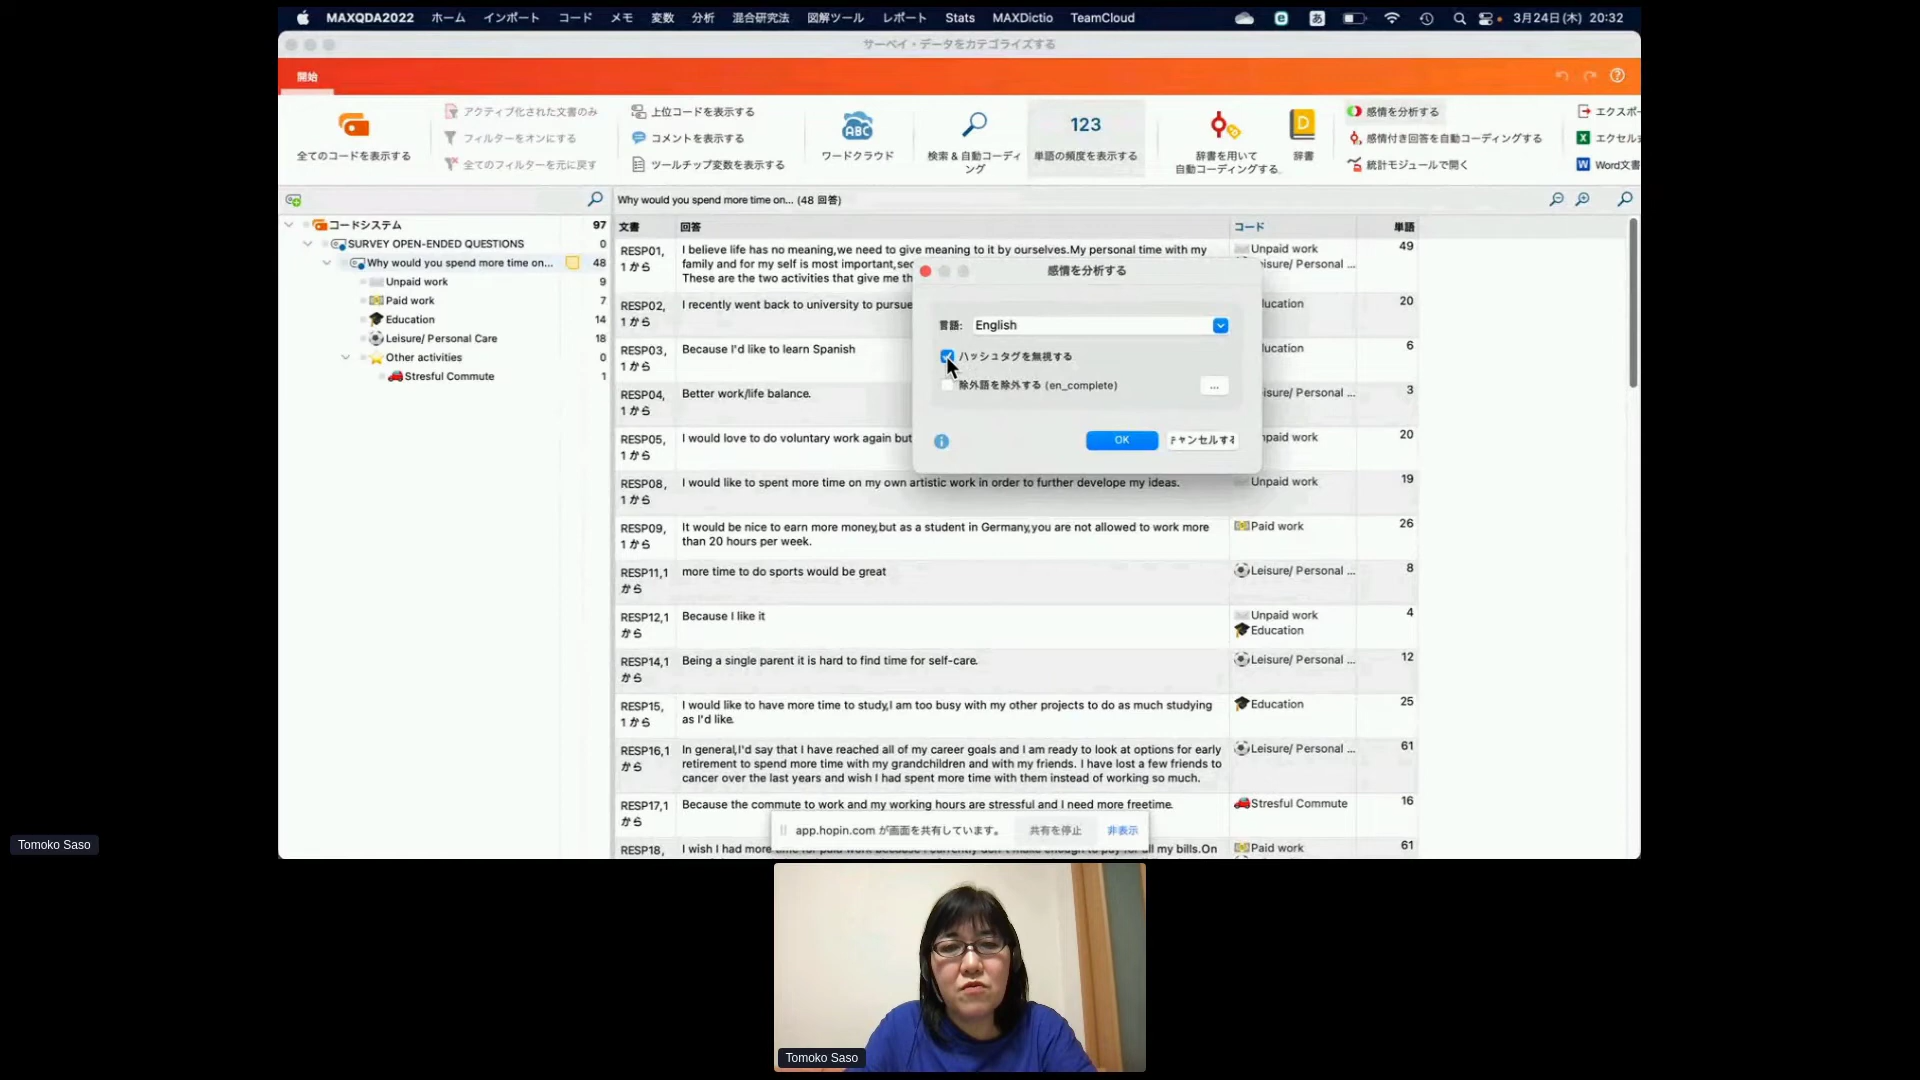 MAXQDA2022 ホーム インポート コード メモ 変数 分析 混合研究法 図解ツール レポート Stats MAXDictio TeamCloud あ 3月24日(木) 20:32
サーベイ・データをカテゴライズする
開始
全てのコードを表示する
アクティブ化された文書のみ
フィルターをオンにする
全てのフィルターを元に戻す
上位コードを表示する
コメントを表示する
ツールチップ変数を表示する
ABC
ワードクラウド
検索 & 自動コーディング
123
単語の頻度を表示する
辞書を用いて
自動コーディングする
D
辞書
感情を分析する
感情付き回答を自動コーディングする
統計モジュールで開く
エクスポー
エクセル
Word文書
Why would you spend more time on... (48 回答)
コードシステム 97
SURVEY OPEN-ENDED QUESTIONS 0
Why would you spend more time on... 48
Unpaid work 9
Paid work 7
Education 14
Leisure/ Personal Care 18
Other activities 0
Stresful Commute 1
文書 回答 コード 単語
RESP01, 1 から
I believe life has no meaning,we need to give meaning to it by ourselves.My personal time with my
family and for my self is most important,sec
These are the two activities that give me th
Unpaid work
eisure/ Personal ...
49
RESP02, 1 から
I recently went back to university to pursue
ucation
20
RESP03, 1 から
Because I'd like to learn Spanish
ucation
6
RESP04, 1 から
Better work/life balance.
eisure/ Personal ...
3
RESP05, 1 から
I would love to do voluntary work again but
npaid work
20
RESP08, 1 から
I would like to spent more time on my own artistic work in order to further develope my ideas.
Unpaid work
19
RESP09, 1 から
It would be nice to earn more money,but as a student in Germany,you are not allowed to work more
than 20 hours per week.
Paid work
26
RESP11,1 から
more time to do sports would be great
Leisure/ Personal ...
8
RESP12,1 から
Because I like it
Unpaid work
Education
4
RESP14,1 から
Being a single parent it is hard to find time for self-care.
Leisure/ Personal ...
12
RESP15, 1 から
I would like to have more time to study,I am too busy with my other projects to do as much studying
as I'd like.
Education
25
RESP16,1 から
In general,I'd say that I have reached all of my career goals and I am ready to look at options for early
retirement to spend more time with my grandchildren and with my friends. I have lost a few friends to
cancer over the last years and wish I had spent more time with them instead of working so much.
Leisure/ Personal ...
61
RESP17,1 から
Because the commute to work and my working hours are stressful and I need more freetime.
Stresful Commute
16
RESP18,
I wish I had more time for paid work because I currently don't make enough to pay for all my bills.On
Paid work
61
感情を分析する
言語: English
ハッシュタグを無視する
除外語を除外する (en_complete)
...
OK
キャンセルする
app.hopin.com が画面を共有しています。 共有を停止 非表示
Tomoko Saso
Tomoko Saso